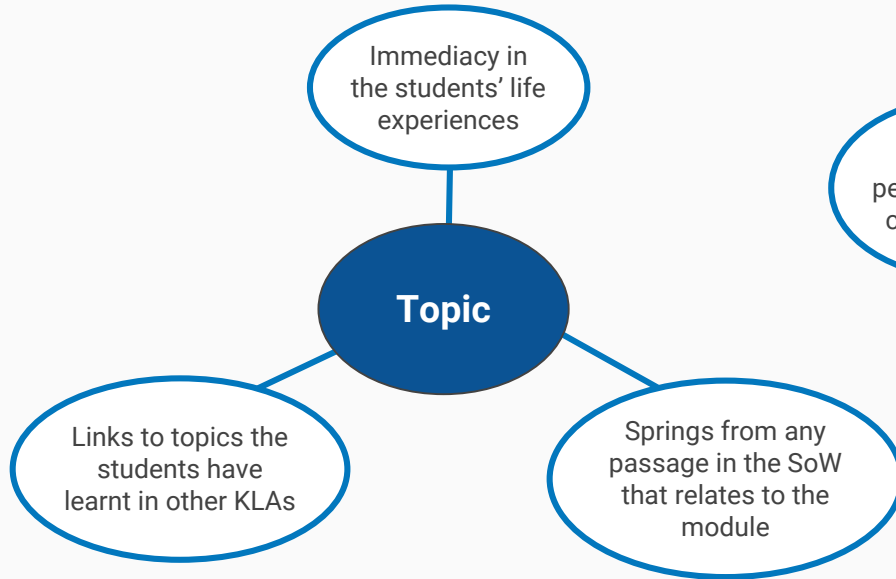 Immediacy in
the students’ life
experiences
Topic
Links to topics the
students have
learnt in other KLAs
Springs from any
passage in the SoW
that relates to the
module